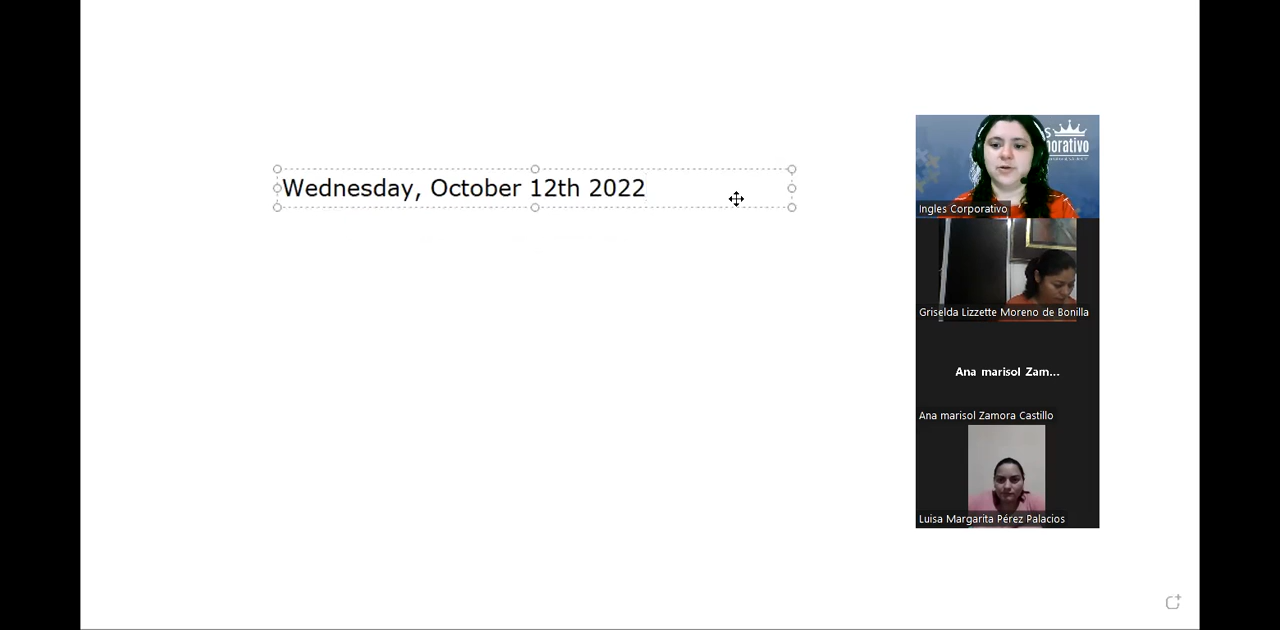 Wednesday, October 12th 2022
orativo
Ingles Corporativo
Griselda Lizzette Moreno de Bonilla
Ana marisol Zam...
Ana marisol Zamora Castillo
Luisa Margarita Pérez Palacios